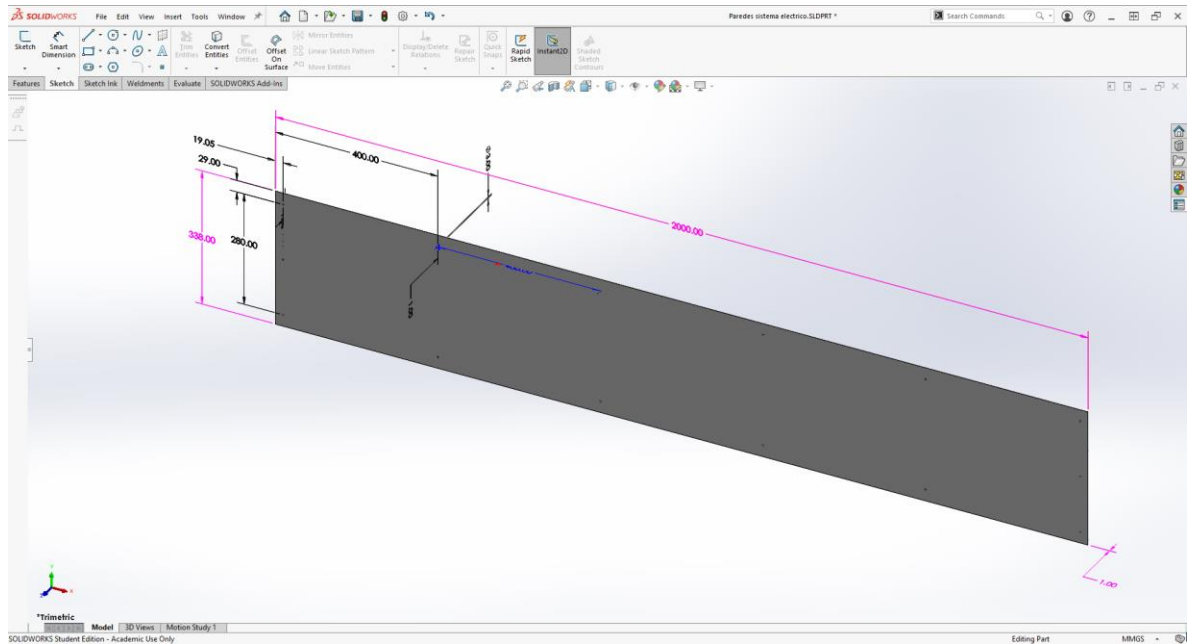 SOLIDWORKS File Edit View Insert Tools Window Paredes sistema electrico.SLDPRT * Search Commands
Sketch Smart Dimension Trim Entities Convert Entities Offset Entities Offset On Surface Mirror Entities Linear Sketch Pattern Move Entities Display/Delete Relations Repair Sketch Quick Snaps Rapid Sketch Instant2D Shaded Sketch Contours
Features Sketch Sketch Ink Weldments Evaluate SOLIDWORKS Add-Ins
19.05
400.00
29.00
2000.00
338.00
280.00
1.00
*Trimetric
Model 3D Views Motion Study 1
SOLIDWORKS Student Edition - Academic Use Only Editing Part MMGS